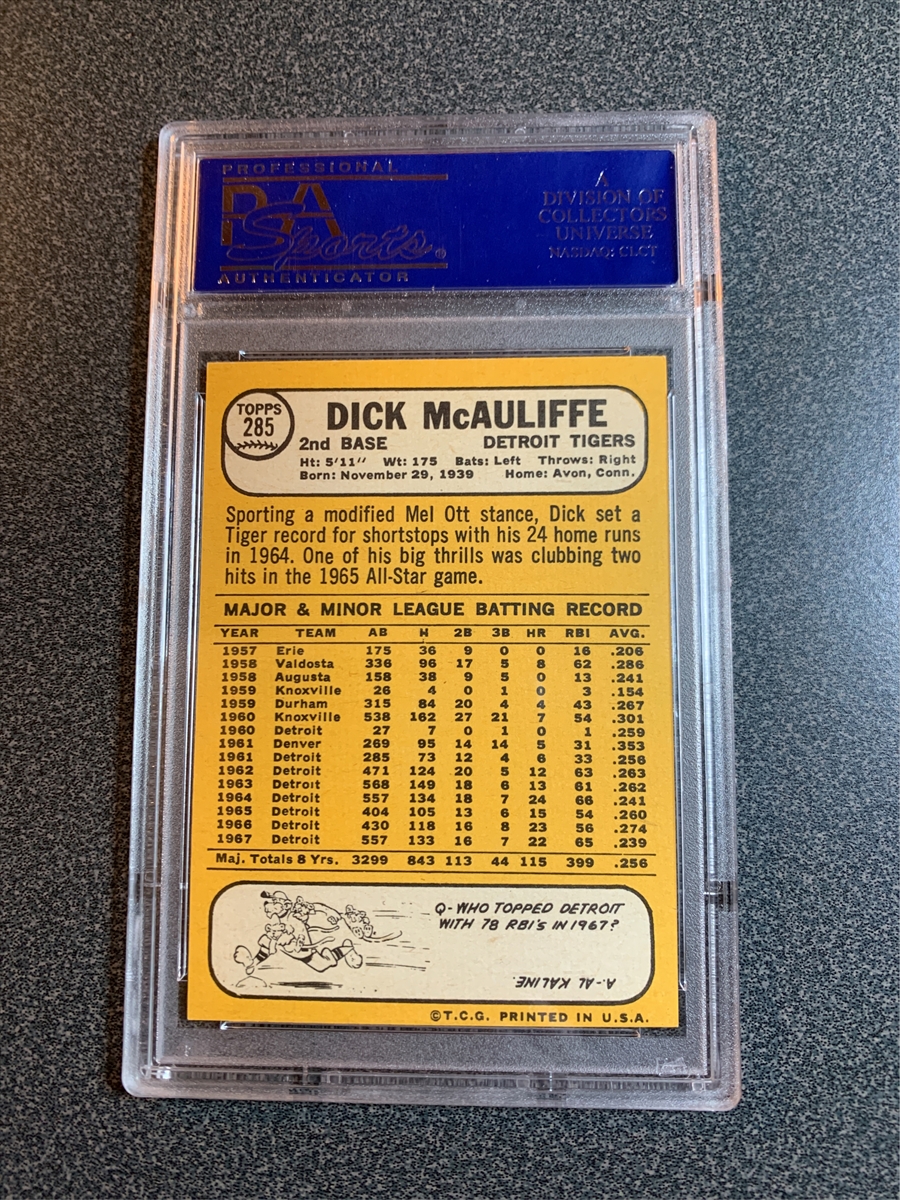 PROFESSIONAL
PSA
Sports®
AUTHENTICATOR
A
DIVISION OF
COLLECTORS
UNIVERSE
NASDAQ: CLCT
TOPPS
285
DICK McAULIFFE
2nd BASE DETROIT TIGERS
Ht: 5'11" Wt: 175 Bats: Left Throws: Right
Born: November 29, 1939 Home: Avon, Conn.
Sporting a modified Mel Ott stance, Dick set a
Tiger record for shortstops with his 24 home runs
in 1964. One of his big thrills was clubbing two
hits in the 1965 All-Star game.
MAJOR & MINOR LEAGUE BATTING RECORD
YEAR TEAM AB H 2B 3B HR RBI AVG.
1957 Erie 175 36 9 0 0 16 .206
1958 Valdosta 336 96 17 5 8 62 .286
1958 Augusta 158 38 9 5 0 13 .241
1959 Knoxville 26 4 0 1 0 3 .154
1959 Durham 315 84 20 4 4 43 .267
1960 Knoxville 538 162 27 21 7 54 .301
1960 Detroit 27 7 0 1 0 1 .259
1961 Denver 269 95 14 14 5 31 .353
1961 Detroit 285 73 12 4 6 33 .256
1962 Detroit 471 124 20 5 12 63 .263
1963 Detroit 568 149 18 6 13 61 .262
1964 Detroit 557 134 18 7 24 66 .241
1965 Detroit 404 105 13 6 15 54 .260
1966 Detroit 430 118 16 8 23 56 .274
1967 Detroit 557 133 16 7 22 65 .239
Maj. Totals 8 Yrs. 3299 843 113 44 115 399 .256
Q-WHO TOPPED DETROIT
WITH 78 RBI'S IN 1967?
A.-AL KALINE.
©T.C.G. PRINTED IN U.S.A.